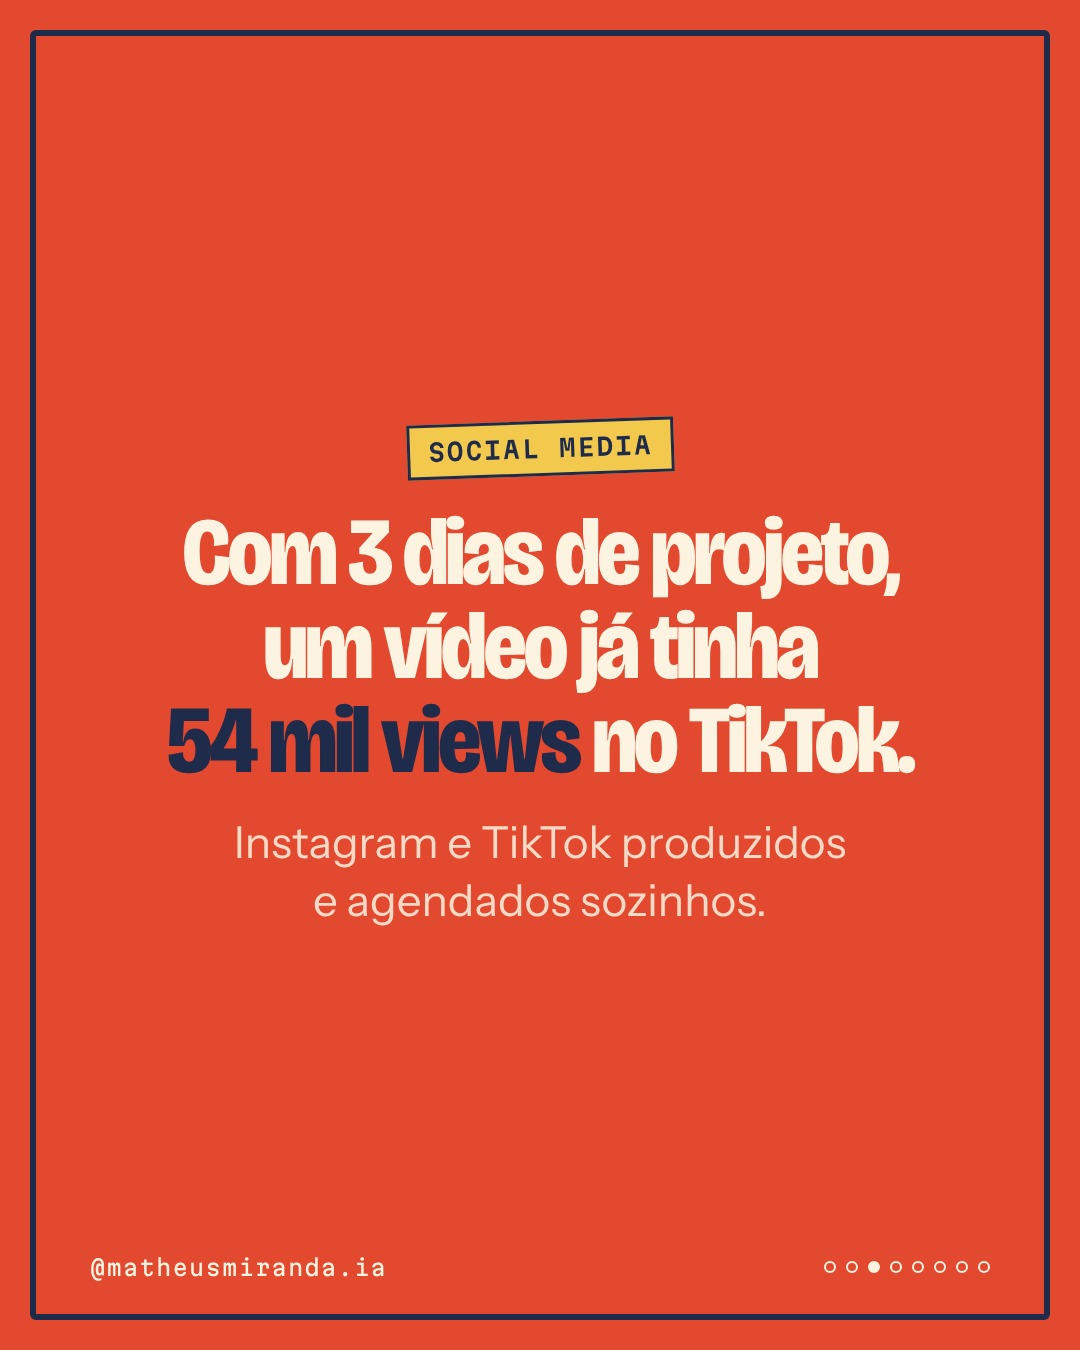 SOCIAL MEDIA
Com 3 dias de projeto,
um vídeo já tinha
54 mil views no TikTok.
Instagram e TikTok produzidos
e agendados sozinhos.
@matheusmiranda.ia